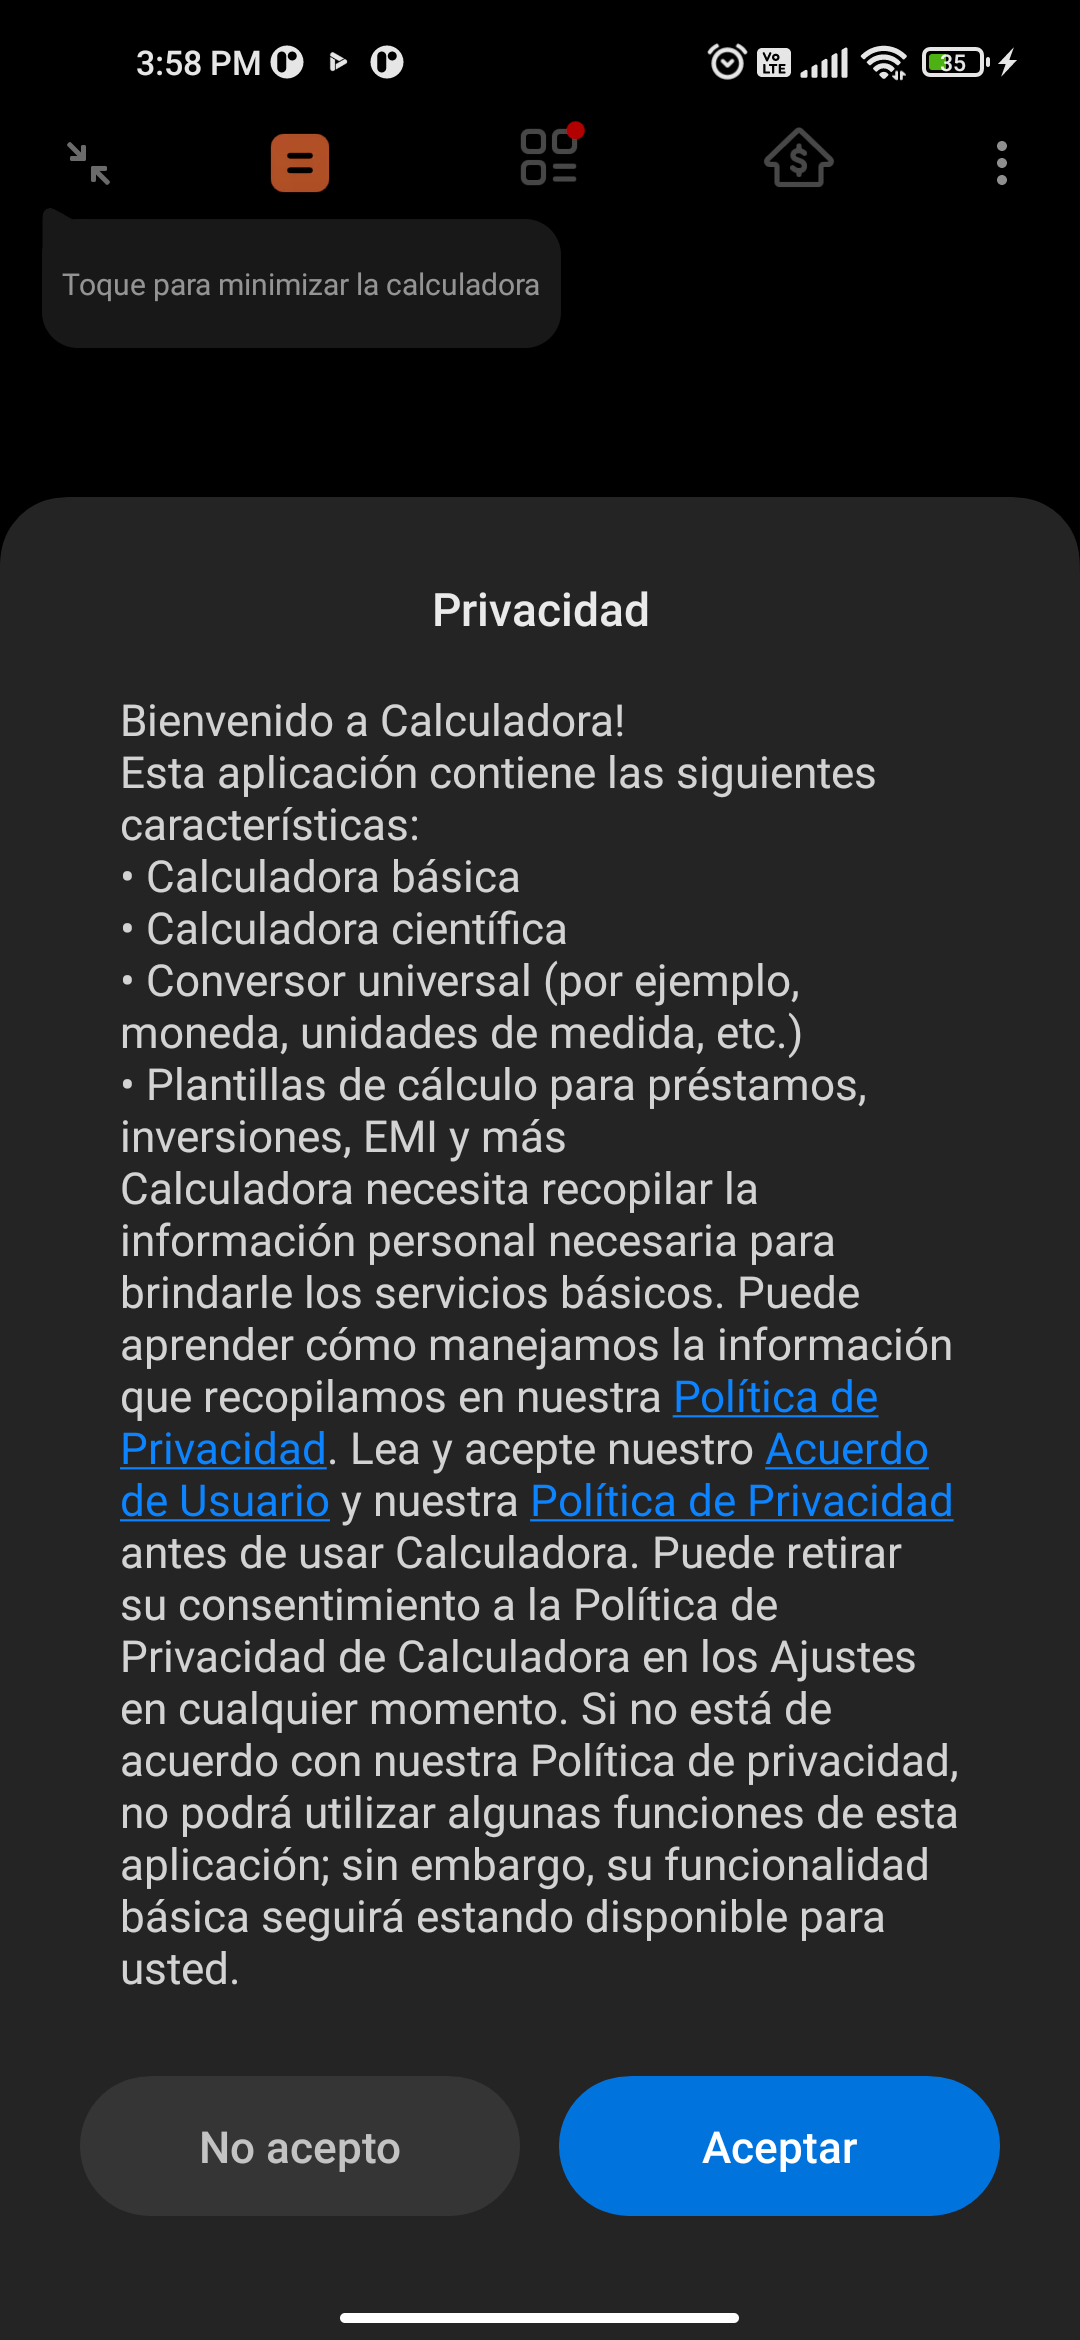 3:58 PM
Vo
LTE
35
Toque para minimizar la calculadora
Privacidad
Bienvenido a Calculadora!
Esta aplicación contiene las siguientes
características:
• Calculadora básica
• Calculadora científica
• Conversor universal (por ejemplo,
moneda, unidades de medida, etc.)
• Plantillas de cálculo para préstamos,
inversiones, EMI y más
Calculadora necesita recopilar la
información personal necesaria para
brindarle los servicios básicos. Puede
aprender cómo manejamos la información
que recopilamos en nuestra Política de
Privacidad. Lea y acepte nuestro Acuerdo
de Usuario y nuestra Política de Privacidad
antes de usar Calculadora. Puede retirar
su consentimiento a la Política de
Privacidad de Calculadora en los Ajustes
en cualquier momento. Si no está de
acuerdo con nuestra Política de privacidad,
no podrá utilizar algunas funciones de esta
aplicación; sin embargo, su funcionalidad
básica seguirá estando disponible para
usted.
No acepto
Aceptar